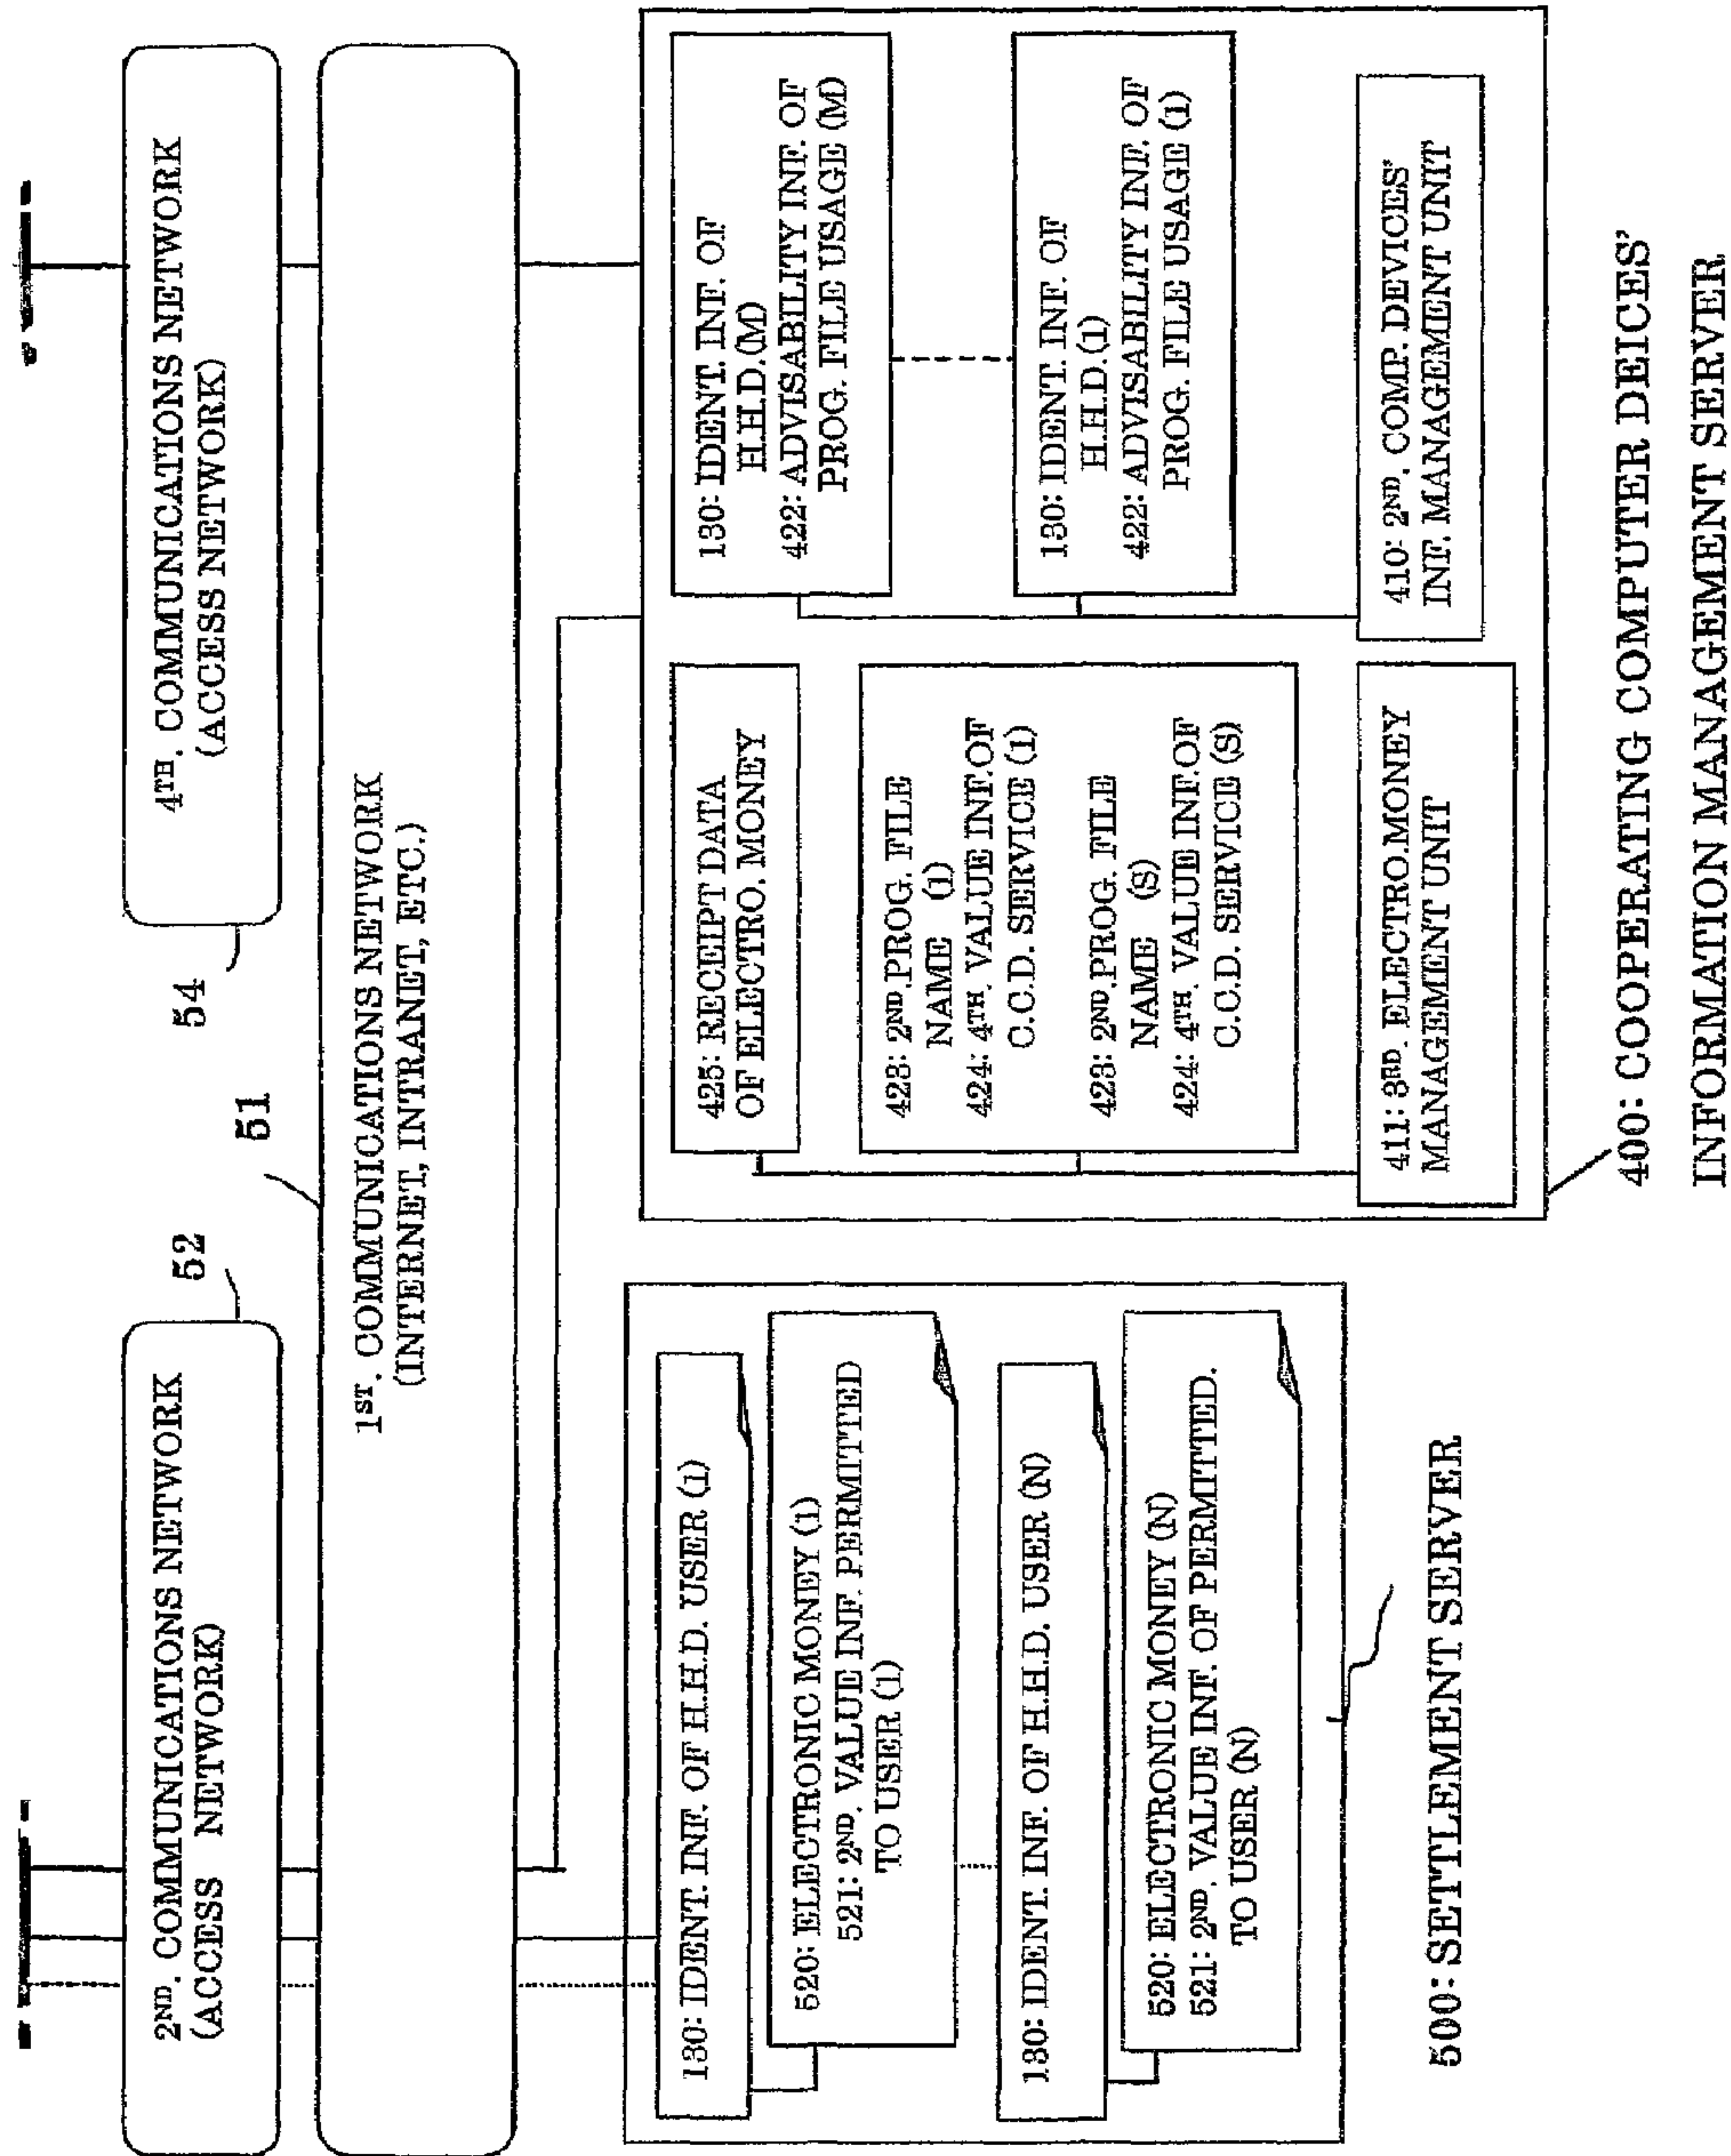 2ND. COMMUNICATIONS NETWORK
(ACCESS NETWORK)
52
4TH. COMMUNICATIONS NETWORK
(ACCESS NETWORK)
54
51
1ST. COMMUNICATIONS NETWORK
(INTERNET, INTRANET, ETC.)
130: IDENT. INF. OF H.H.D. USER (1)
520: ELECTRONIC MONEY (1)
521: 2ND. VALUE INF. PERMITTED
TO USER (1)
130: IDENT. INF. OF H.H.D. USER (N)
520: ELECTRONIC MONEY (N)
521: 2ND. VALUE INF. OF PERMITTED.
TO USER (N)
500: SETTLEMENT SERVER
425: RECEIPT DATA
OF ELECTRO. MONEY
423: 2ND. PROG. FILE
NAME (1)
424: 4TH. VALUE INF. OF
C.C.D. SERVICE (1)
423: 2ND. PROG. FILE
NAME (S)
424: 4TH. VALUE INF. OF
C.C.D. SERVICE (S)
411: 3RD. ELECTRO.MONEY
MANAGEMENT UNIT
130: IDENT. INF. OF
H.H.D.(M)
422: ADVISABILITY INF. OF
PROG. FILE USAGE (M)
130: IDENT. INF. OF
H.H.D.(1)
422: ADVISABILITY INF. OF
PROG. FILE USAGE (1)
410: 2ND. COMP. DEVICES'
INF. MANAGEMENT UNIT
400: COOPERATING COMPUTER DEICES'
INFORMATION MANAGEMENT SERVER